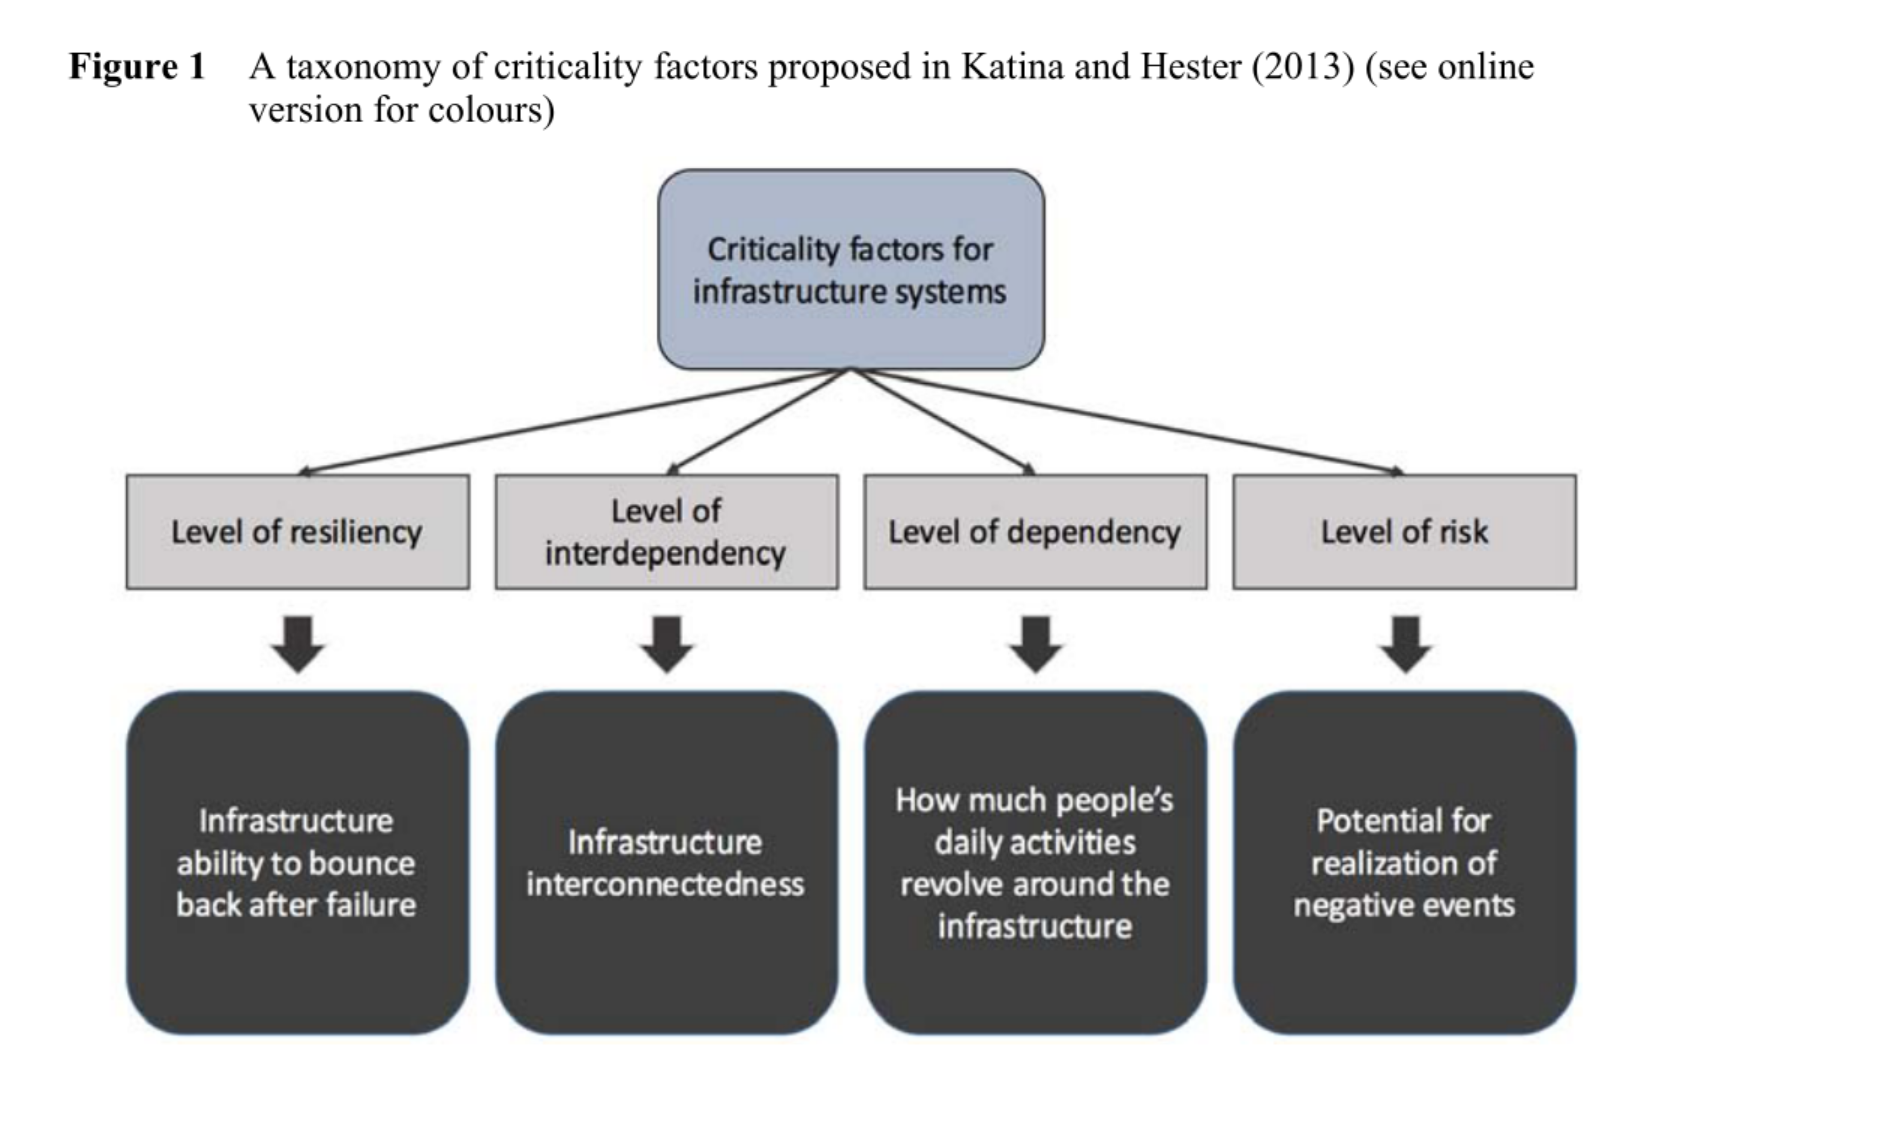 Figure 1 A taxonomy of criticality factors proposed in Katina and Hester (2013) (see online
version for colours)
Criticality factors for
infrastructure systems
Level of resiliency
Level of
interdependency
Level of dependency
Level of risk
Infrastructure
ability to bounce
back after failure
Infrastructure
interconnectedness
How much people’s
daily activities
revolve around the
infrastructure
Potential for
realization of
negative events